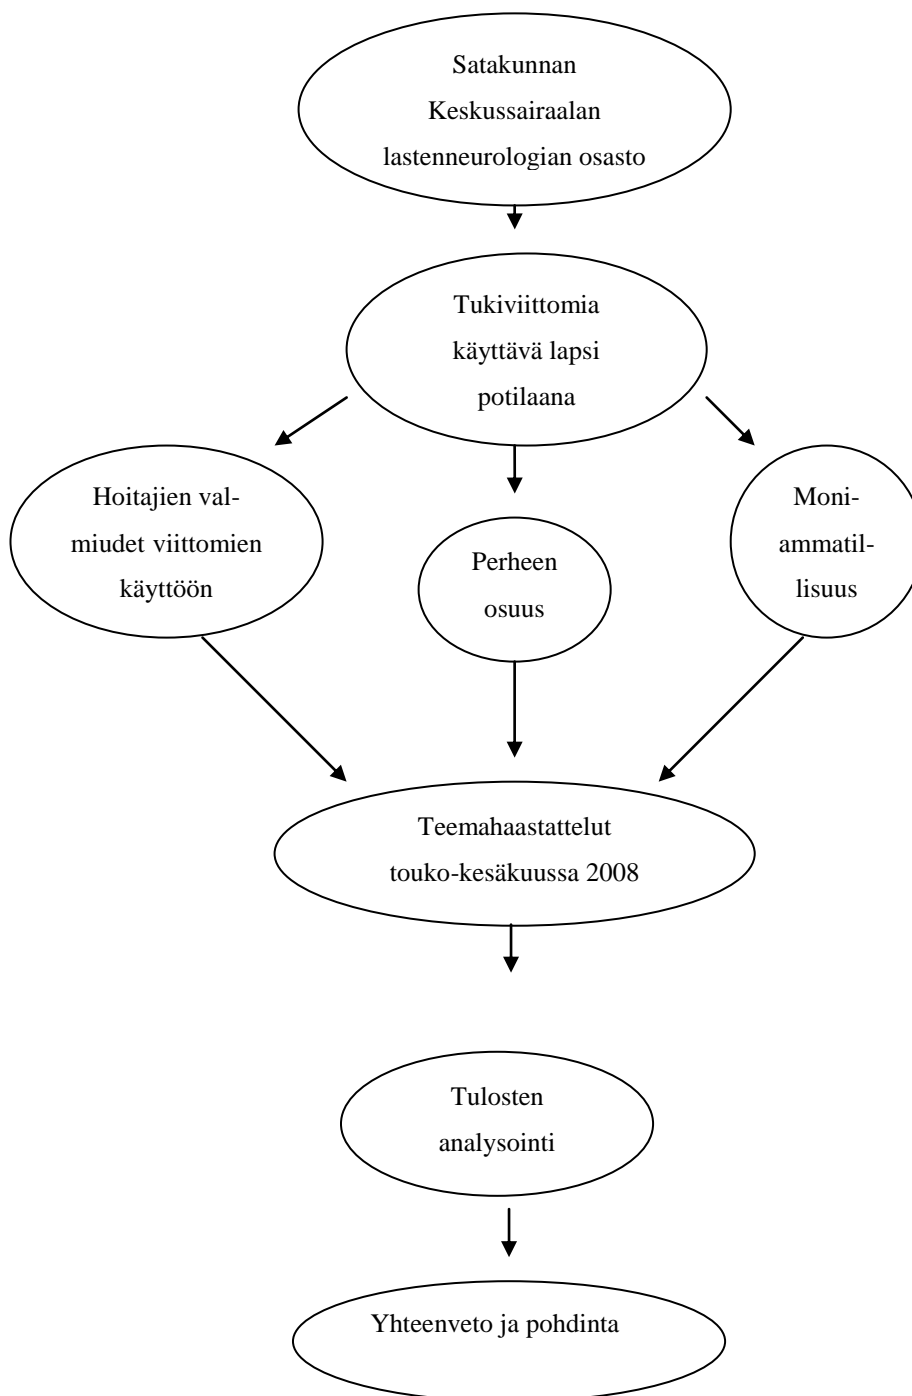 Satakunnan
Keskussairaalan
lastenneurologian osasto
Tukiviittomia
käyttävä lapsi
potilaana
Hoitajien val-
miudet viittomien
käyttöön
Perheen
osuus
Moni-
ammatil-
lisuus
Teemahaastattelut
touko-kesäkuussa 2008
Tulosten
analysointi
Yhteenveto ja pohdinta